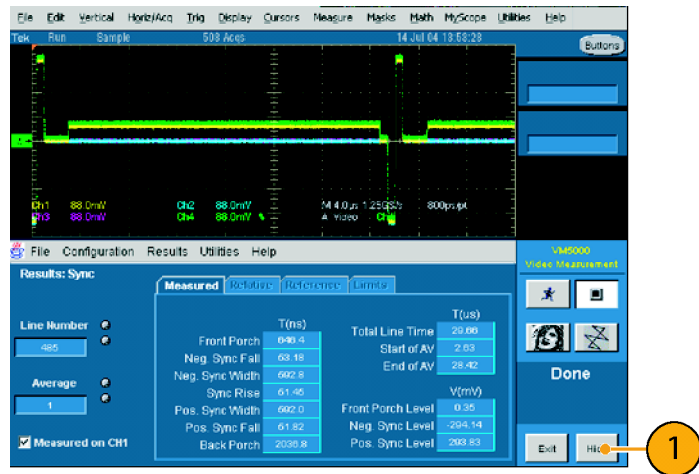 File Edit Vertical Horiz/Acq Trig Display Cursors Measure Masks Math MyScope Utilities Help
Tek Run Sample 508 Acqs 14 Jul 04 13:58:28
Buttons
Ch1 88.0mV Ch2 88.0mV M 4.0µs 1.25GS/s 800ps/pt
Ch3 88.0mV Ch4 88.0mV A Video
File Configuration Results Utilities Help
VM5000
Video Measurement
Results: Sync
Measured Relative Reference Limits
T(ns) T(us)
Line Number
485
Front Porch 646.4 Total Line Time 29.66
Neg. Sync Fall 63.18 Start of AV 2.63
Neg. Sync Width 602.8 End of AV 28.42
Done
Average
1
Sync Rise 61.46 V(mV)
Pos. Sync Width 602.0 Front Porch Level 0.35
Pos. Sync Fall 61.82 Neg. Sync Level -294.14
Measured on CH1
Back Porch 2036.8 Pos. Sync Level 293.83
Exit
1